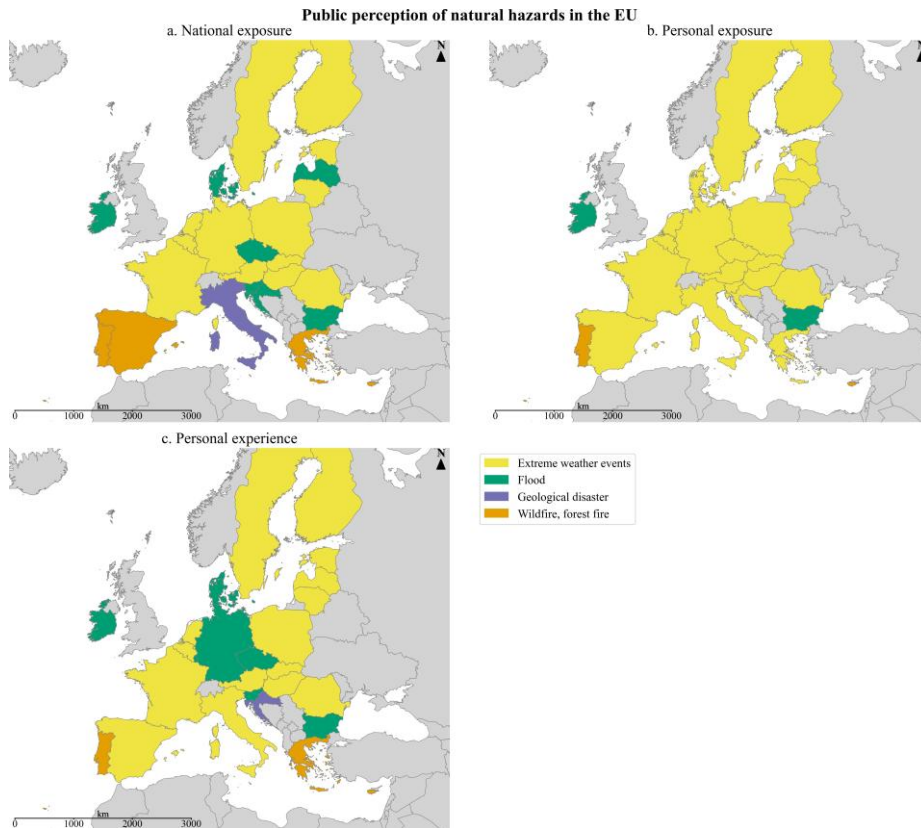 Public perception of natural hazards in the EU
a. National exposure
b. Personal exposure
N
N
km
0 1000 2000 3000
km
0 1000 2000 3000
c. Personal experience
N
Extreme weather events
Flood
Geological disaster
Wildfire, forest fire
km
0 1000 2000 3000